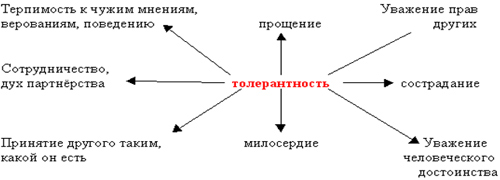 Терпимость к чужим мнениям,
верованиям, поведению
прощение
Уважение прав
других
Сотрудничество,
дух партнёрства
толерантность
сострадание
Принятие другого таким,
какой он есть
милосердие
Уважение
человеческого
достоинства